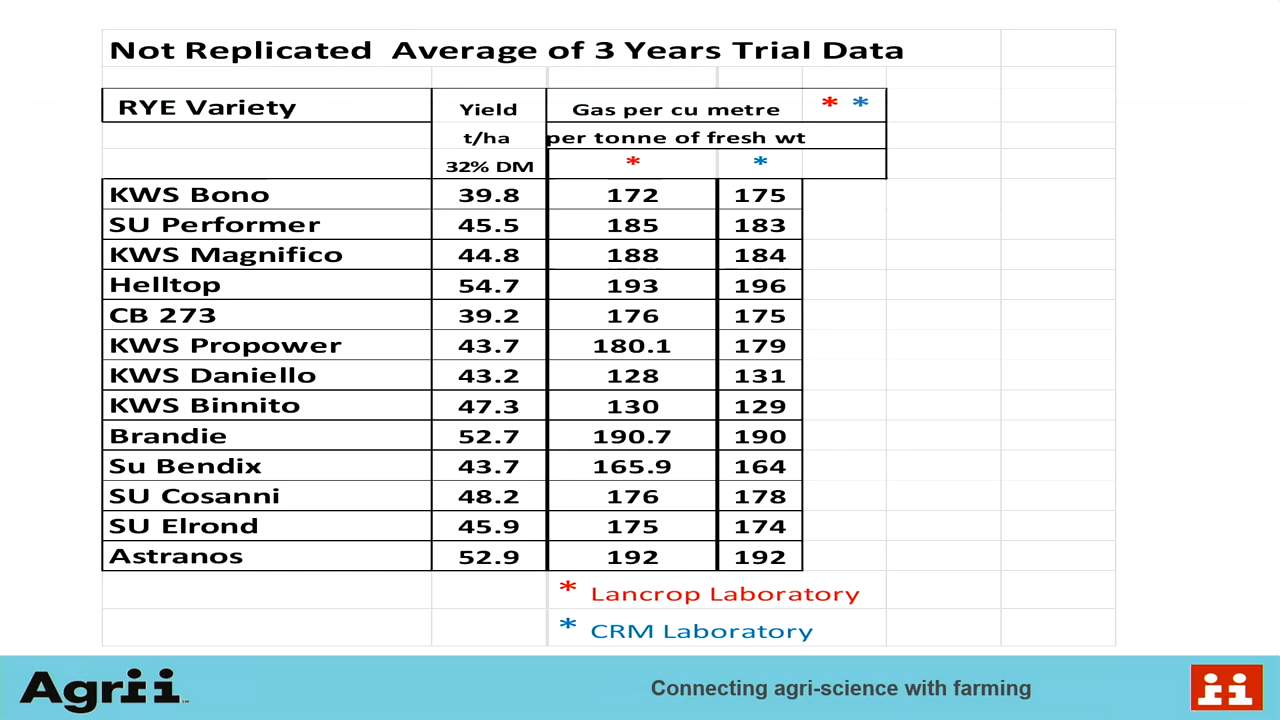 Not Replicated Average of 3 Years Trial Data
RYE Variety Yield Gas per cu metre * *
t/ha per tonne of fresh wt
32% DM * *
KWS Bono 39.8 172 175
SU Performer 45.5 185 183
KWS Magnifico 44.8 188 184
Helltop 54.7 193 196
CB 273 39.2 176 175
KWS Propower 43.7 180.1 179
KWS Daniello 43.2 128 131
KWS Binnito 47.3 130 129
Brandie 52.7 190.7 190
Su Bendix 43.7 165.9 164
SU Cosanni 48.2 176 178
SU Elrond 45.9 175 174
Astranos 52.9 192 192
* Lancrop Laboratory
* CRM Laboratory
Agrii
Connecting agri-science with farming